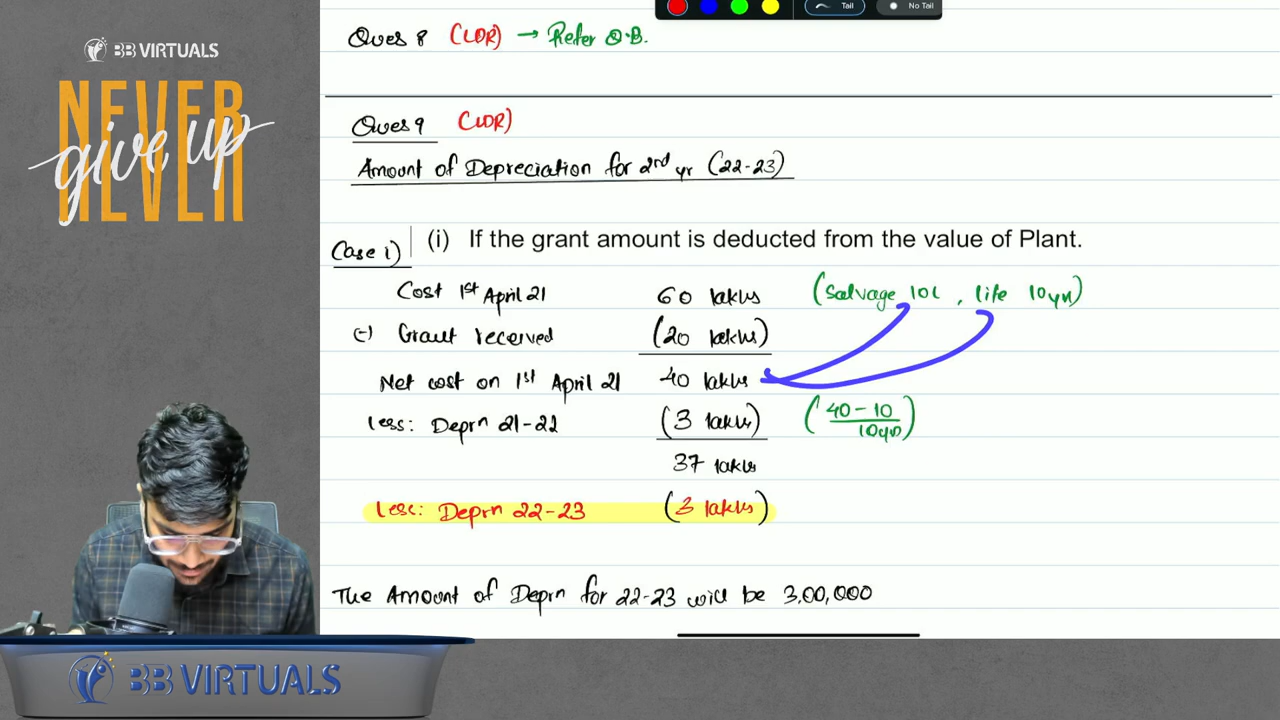 Tail
No Tail
BB VIRTUALS
NEVER
give up
NEVER
Ques 8 (LDR) → Refer Q.B.
Ques 9 (LDR)
Amount of Depreciation for 2nd yr (22-23)
Case i) (i) If the grant amount is deducted from the value of Plant.
Cost 1st April 21 60 lakhs (Salvage 10L , life 10yr)
(-) Grant received (20 lakhs)
Net cost on 1st April 21 40 lakhs
less: Deprn 21-22 (3 lakhs) (40-10
10yr)
37 lakhs
less: Deprn 22-23 (3 lakhs)
The Amount of Deprn for 22-23 will be 3,00,000
BB VIRTUALS